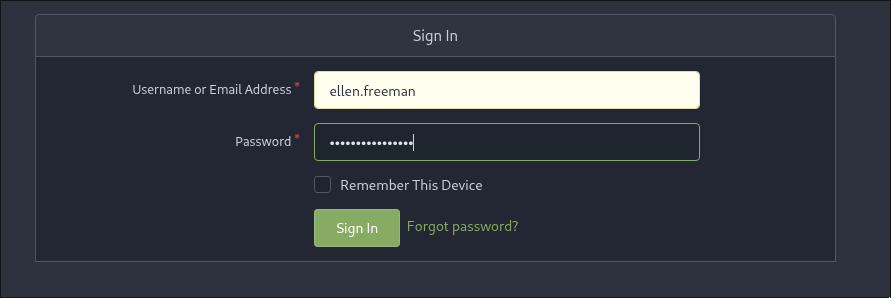 Sign In
Username or Email Address *
ellen.freeman
Password *
••••••••••••••••
Remember This Device
Sign In Forgot password?